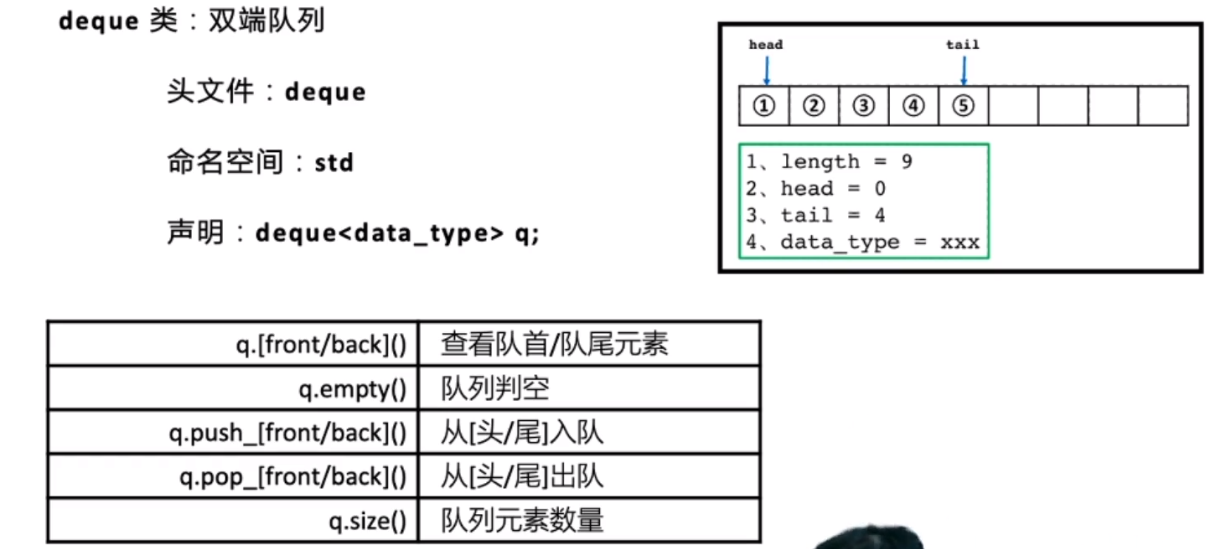 deque 类：双端队列
头文件：deque
命名空间：std
声明：deque<data_type> q;
head tail
① ② ③ ④ ⑤
1、length = 9
2、head = 0
3、tail = 4
4、data_type = xxx
q.[front/back]() 查看队首/队尾元素
q.empty() 队列判空
q.push_[front/back]() 从[头/尾]入队
q.pop_[front/back]() 从[头/尾]出队
q.size() 队列元素数量